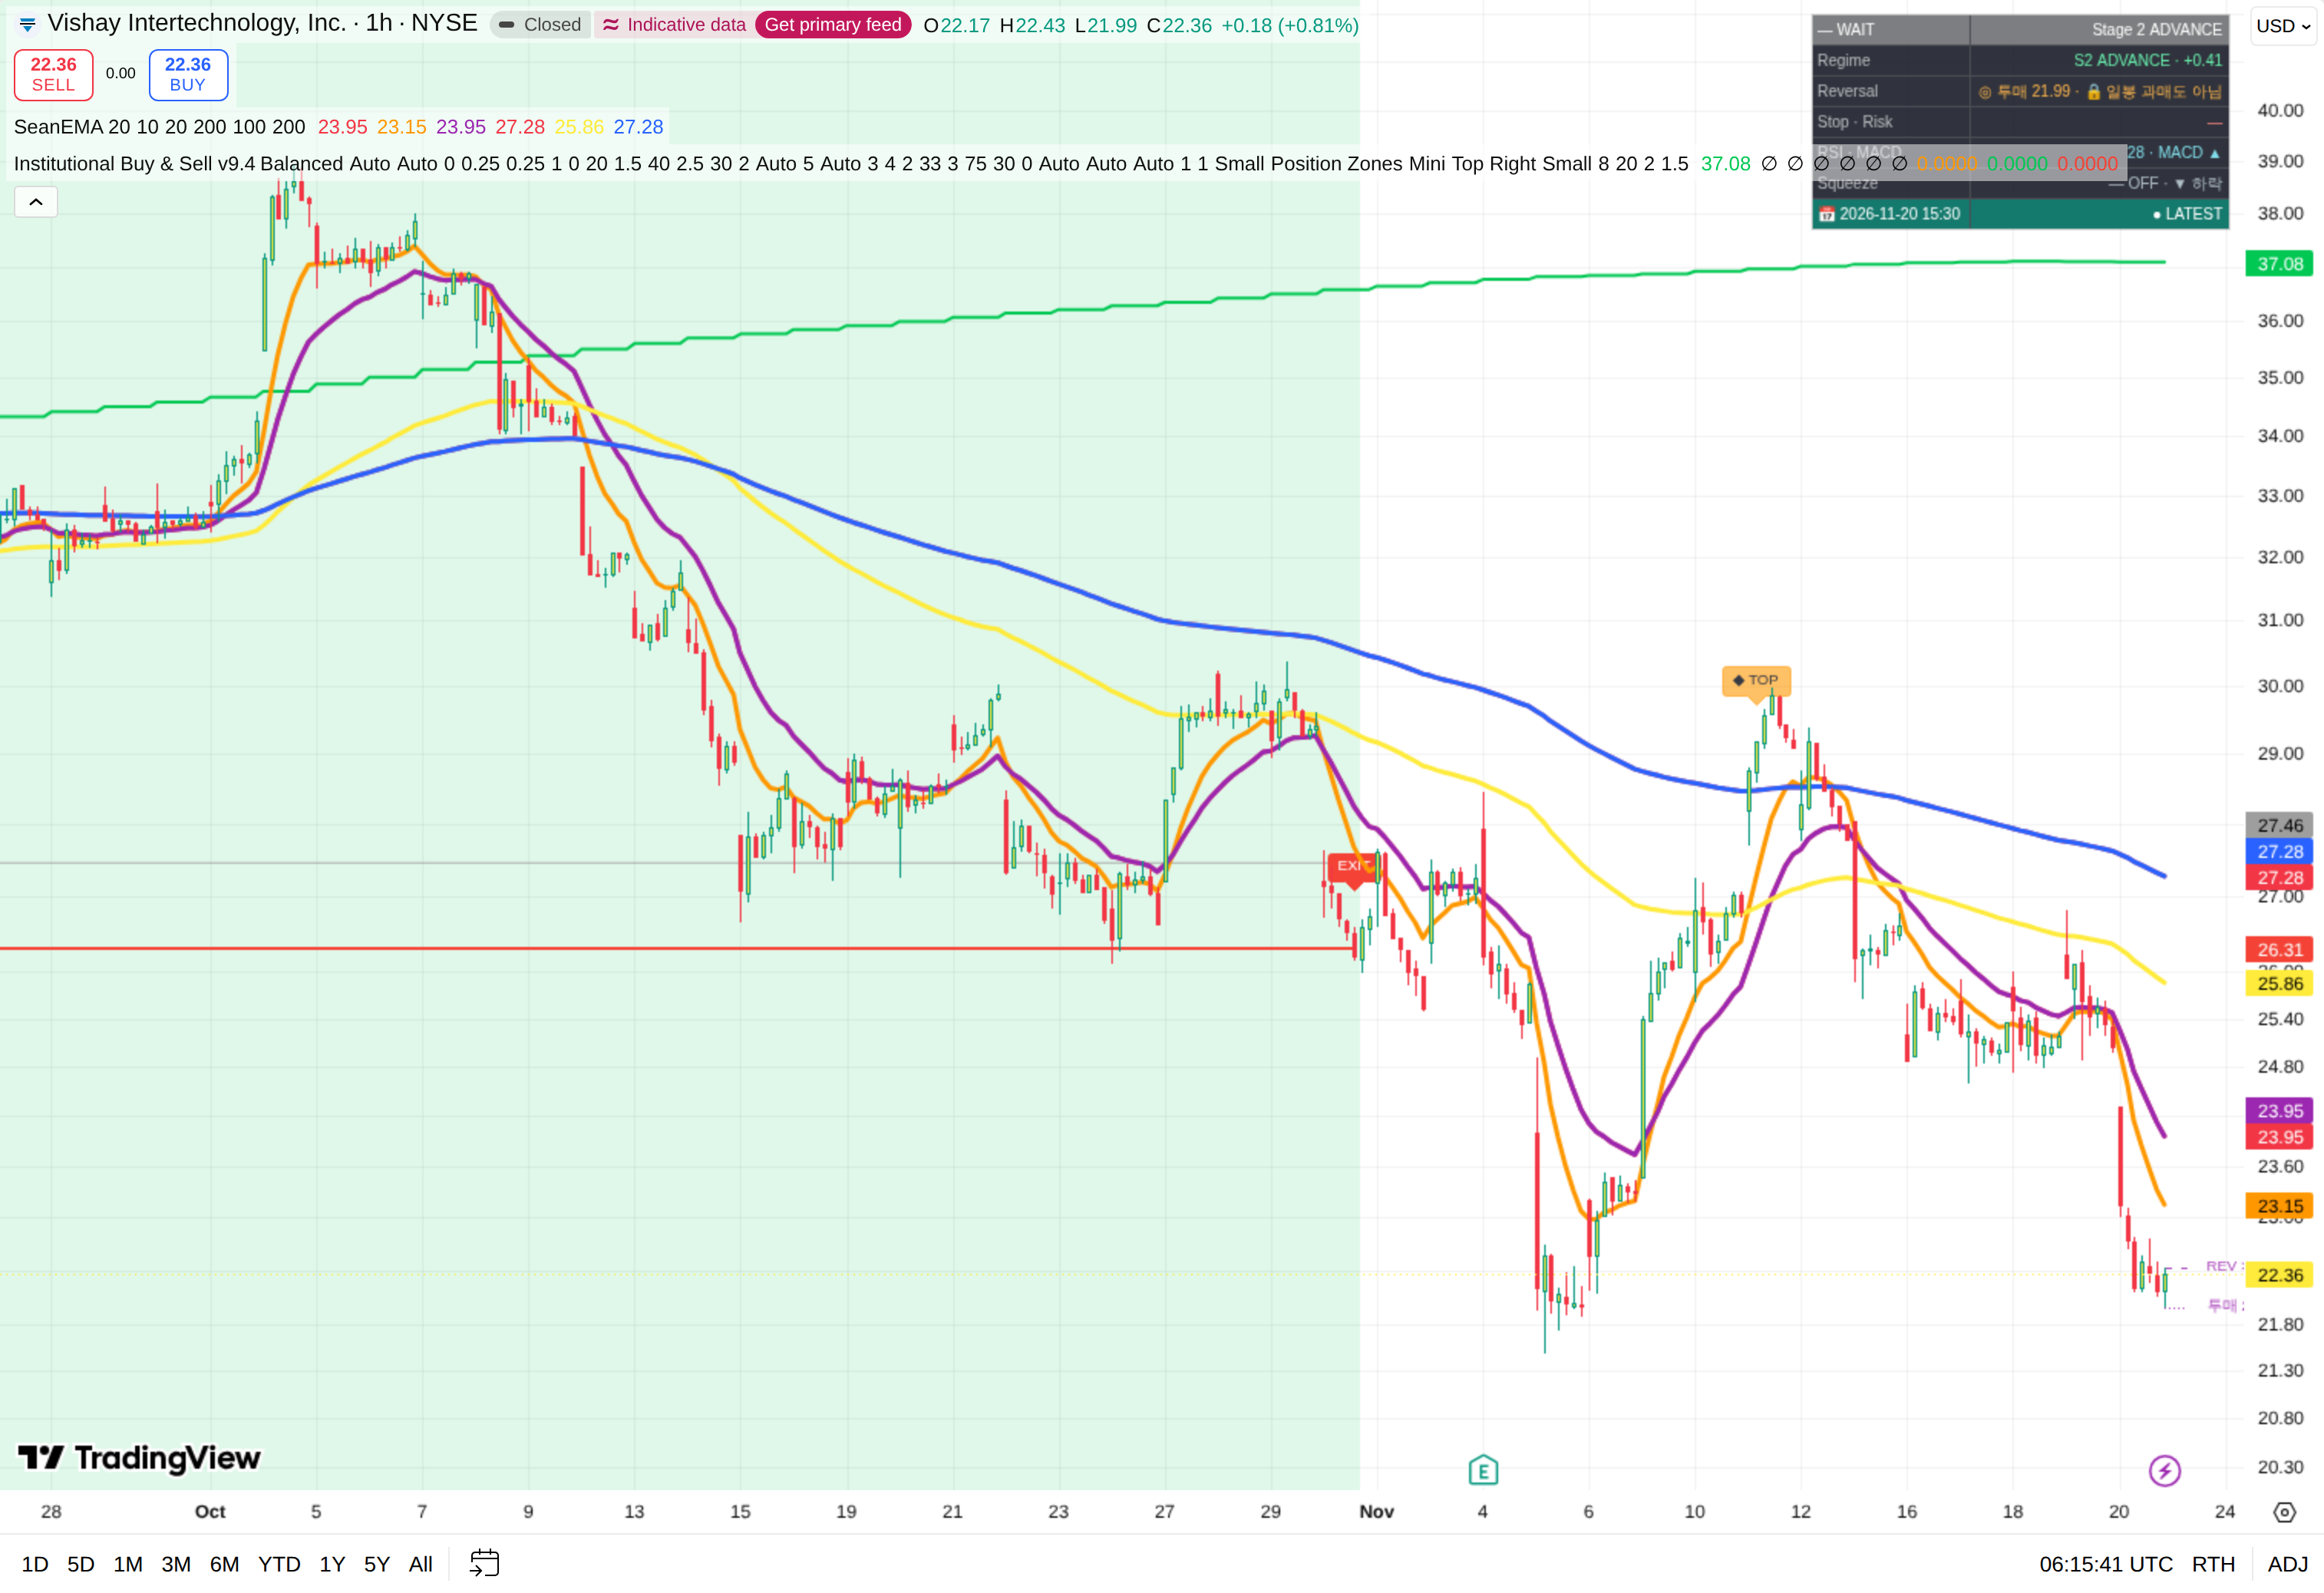 Vishay Intertechnology, Inc. · 1h · NYSE Closed Indicative data Get primary feed O22.17 H22.43 L21.99 C22.36 +0.18 (+0.81%)
USD
22.36 SELL
0.00
22.36 BUY
SeanEMA 20 10 20 200 100 200 23.95 23.15 23.95 27.28 25.86 27.28
Institutional Buy & Sell v9.4 Balanced Auto Auto 0 0.25 0.25 1 0 20 1.5 40 2.5 30 2 Auto 5 Auto 3 4 2 33 3 75 30 0 Auto Auto Auto 1 1 Small Position Zones Mini Top Right Small 8 20 2 1.5 37.08 ∅ ∅ ∅ ∅ ∅ ∅ 0.0000 0.0000 0.0000
— WAIT Stage 2 ADVANCE
Regime S2 ADVANCE · +0.41
Reversal ◎ 투매 21.99 · 🔒 일봉 과매도 아님
Stop · Risk —
RSI · MACD 28 · MACD ▲
Squeeze — OFF · ▼ 하락
📅 2026-11-20 15:30 ● LATEST
40.00
39.00
38.00
37.08
36.00
35.00
34.00
33.00
32.00
31.00
30.00
29.00
27.46
27.28
27.28
27.00
26.31
25.86
25.40
24.80
23.95
23.95
23.60
23.15
22.36
21.80
21.30
20.80
20.30
◆ TOP
EXIT
REV
투매
E
TradingView
28 Oct 5 7 9 13 15 19 21 23 27 29 Nov 4 6 10 12 16 18 20 24
1D 5D 1M 3M 6M YTD 1Y 5Y All
06:15:41 UTC RTH ADJ